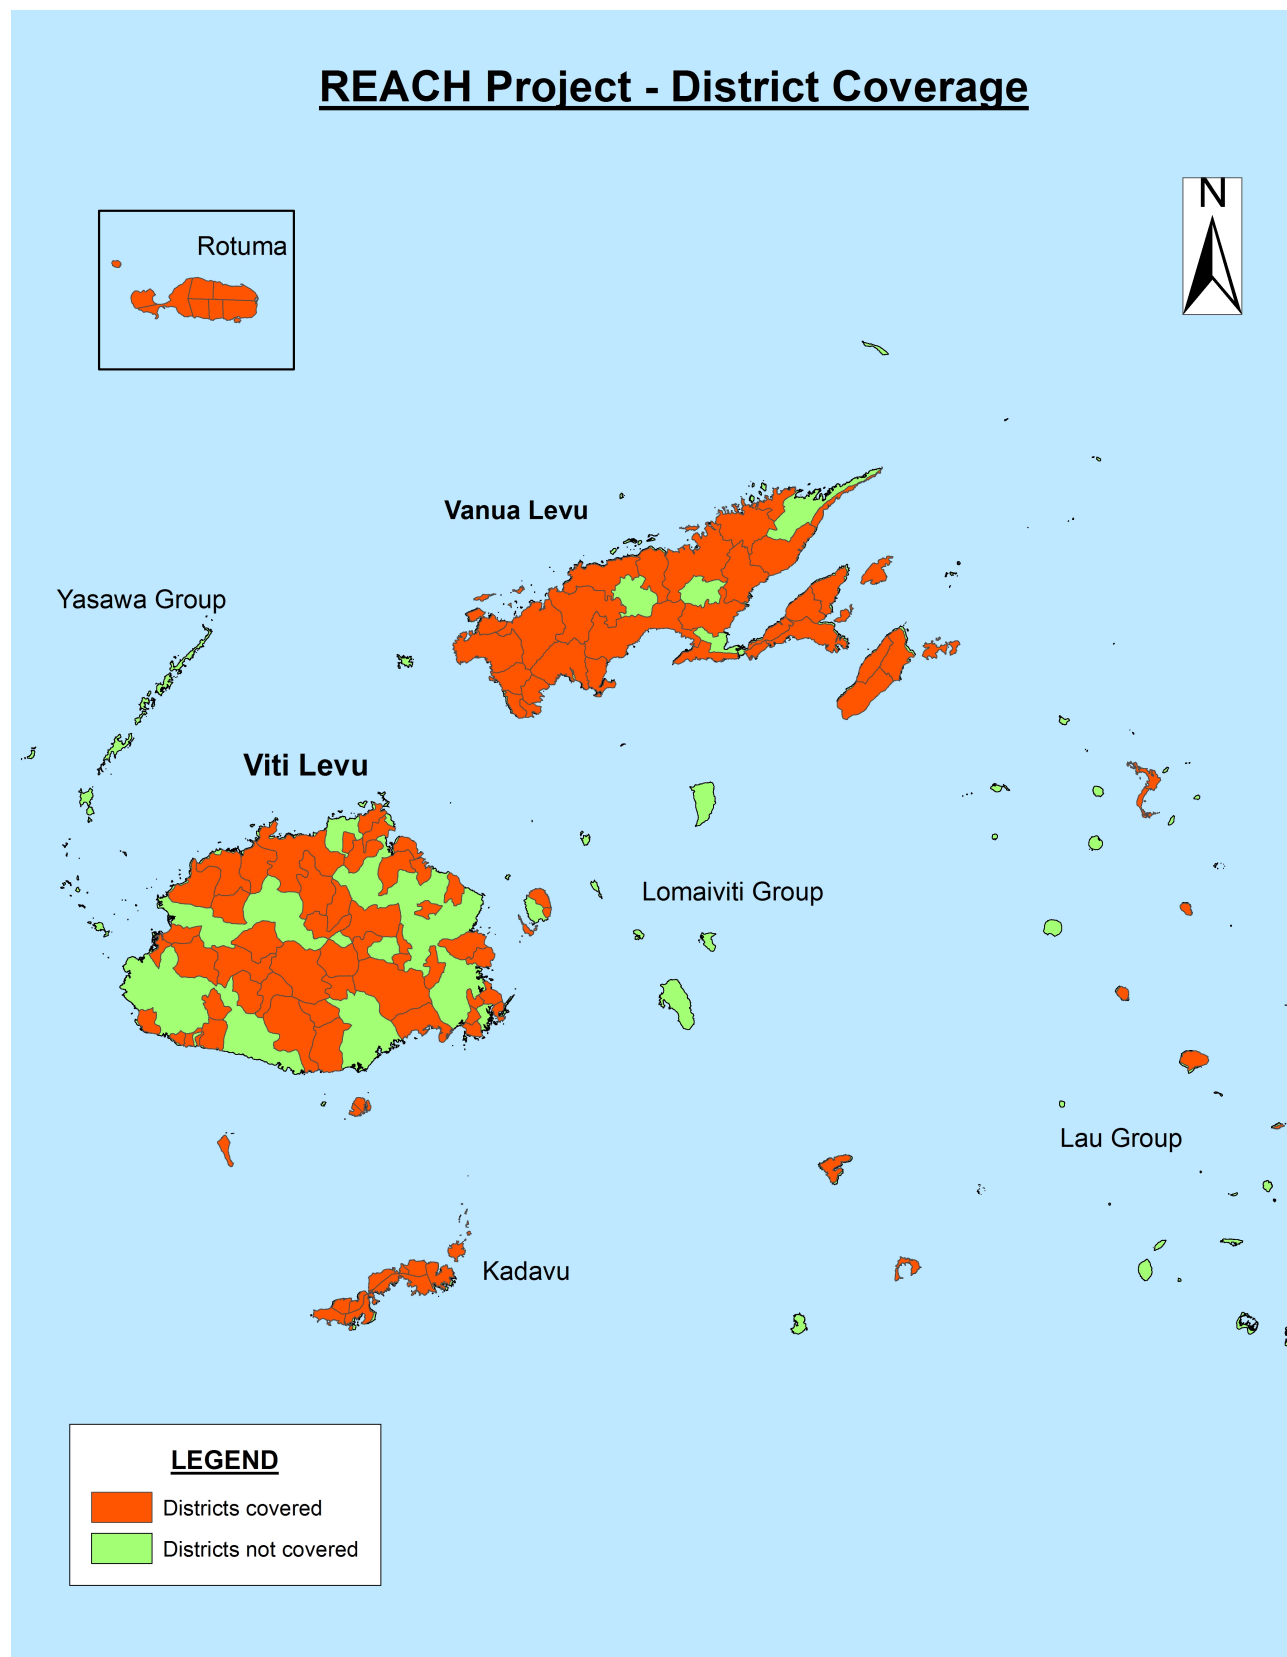 REACH Project - District Coverage
N
Rotuma
Vanua Levu
Yasawa Group
Viti Levu
Lomaiviti Group
Lau Group
Kadavu
LEGEND
Districts covered
Districts not covered